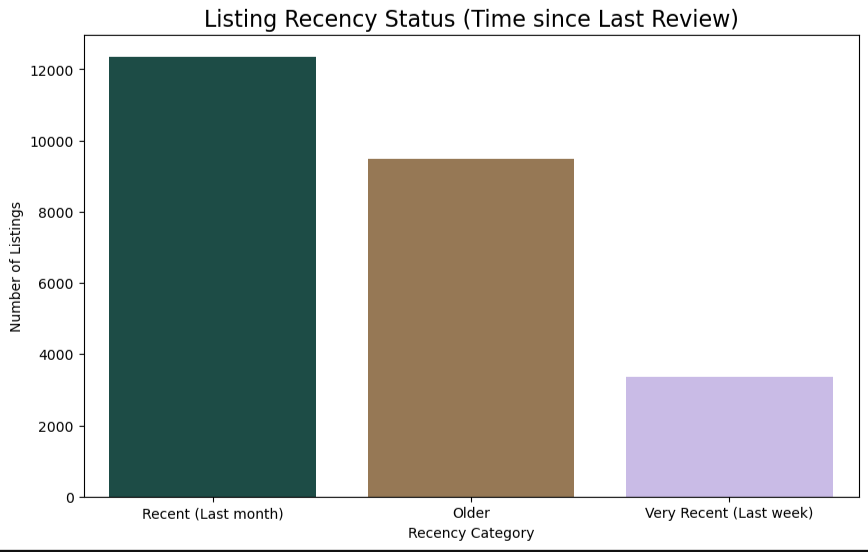 Listing Recency Status (Time since Last Review)
12000
10000
8000
6000
4000
2000
0
Number of Listings
Recent (Last month)
Older
Very Recent (Last week)
Recency Category